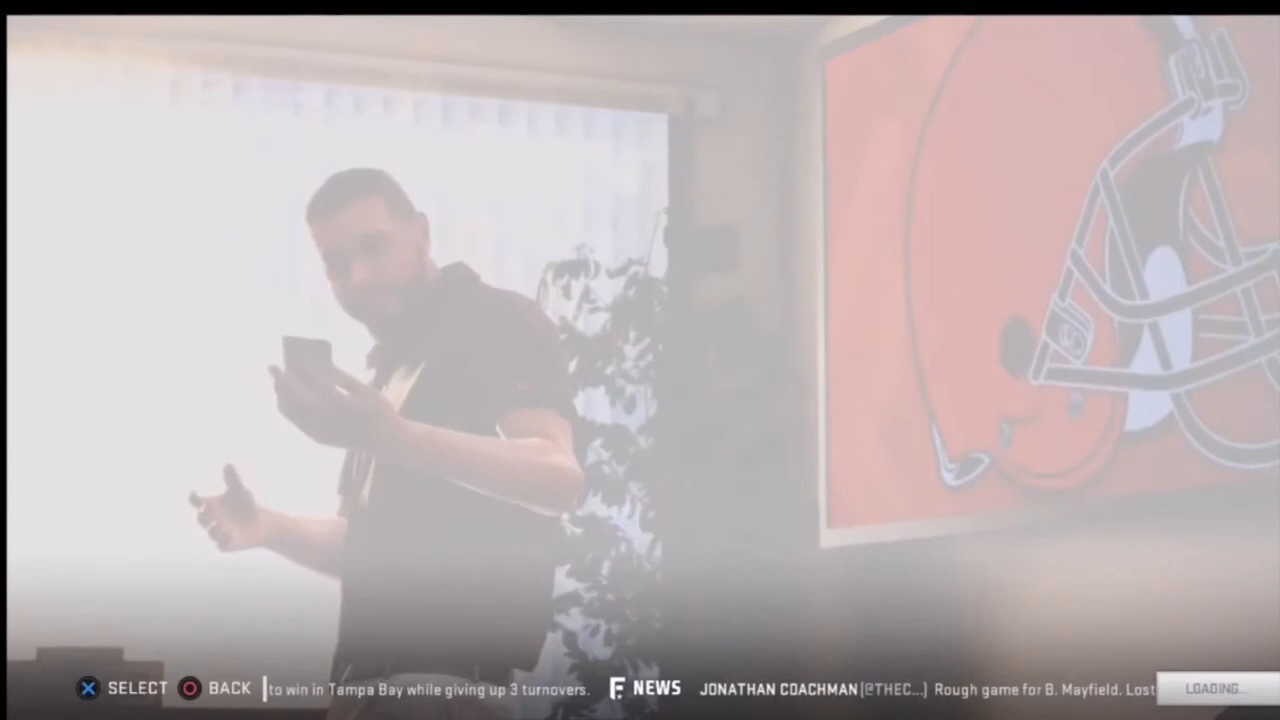 SELECT BACK to win in Tampa Bay while giving up 3 turnovers. NEWS JONATHAN COACHMAN [@THEC...] Rough game for B. Mayfield. Lost LOADING...